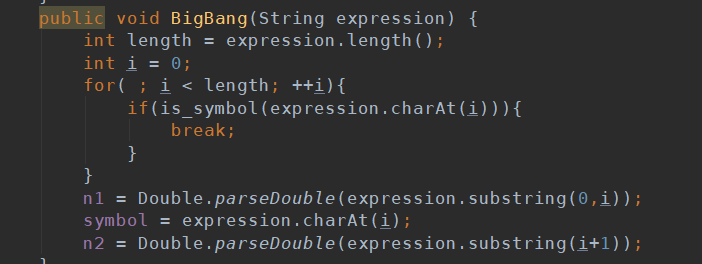 public void BigBang(String expression) {
int length = expression.length();
int i = 0;
for( ; i < length; ++i){
if(is_symbol(expression.charAt(i))){
break;
}
}
n1 = Double.parseDouble(expression.substring(0,i));
symbol = expression.charAt(i);
n2 = Double.parseDouble(expression.substring(i+1));